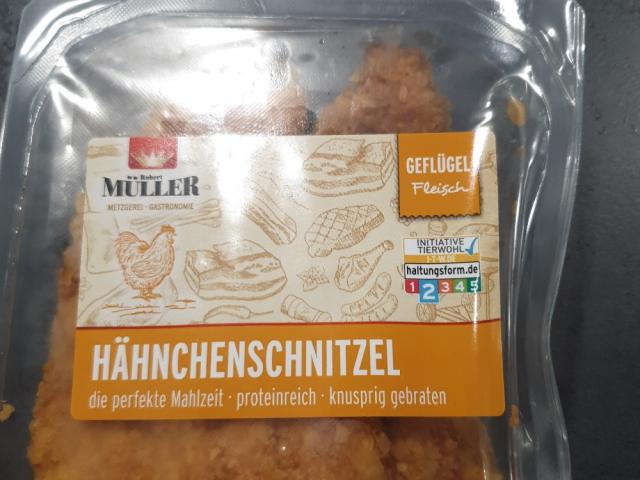 Robert
MÜLLER
METZGEREI · GASTRONOMIE
GEFLÜGEL
Fleisch
INITIATIVE
TIERWOHL
I-T-W.DE
haltungsform.de
1 2 3 4 5
HÄHNCHENSCHNITZEL
die perfekte Mahlzeit · proteinreich · knusprig gebraten